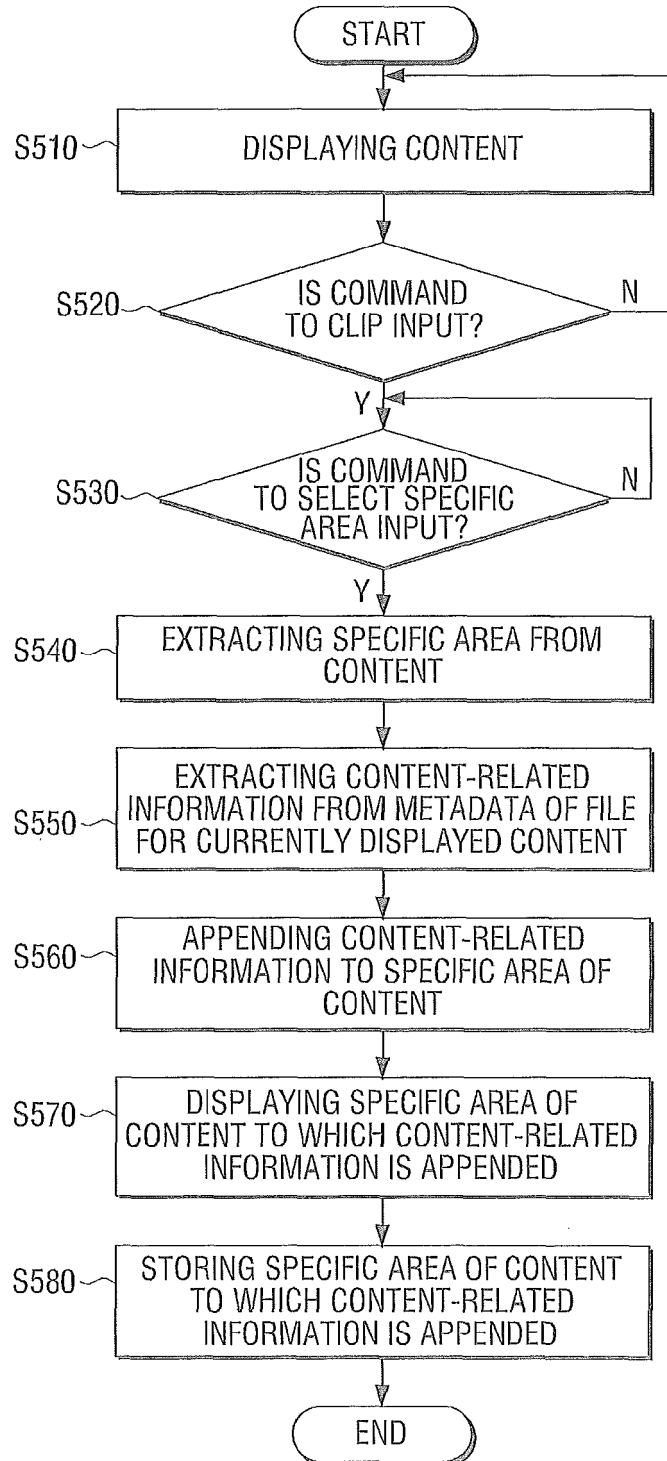 START
S510
DISPLAYING CONTENT
S520
IS COMMAND
TO CLIP INPUT?
N
Y
S530
IS COMMAND
TO SELECT SPECIFIC
AREA INPUT?
N
Y
S540
EXTRACTING SPECIFIC AREA FROM
CONTENT
S550
EXTRACTING CONTENT-RELATED
INFORMATION FROM METADATA OF FILE
FOR CURRENTLY DISPLAYED CONTENT
S560
APPENDING CONTENT-RELATED
INFORMATION TO SPECIFIC AREA OF
CONTENT
S570
DISPLAYING SPECIFIC AREA OF
CONTENT TO WHICH CONTENT-RELATED
INFORMATION IS APPENDED
S580
STORING SPECIFIC AREA OF CONTENT
TO WHICH CONTENT-RELATED
INFORMATION IS APPENDED
END